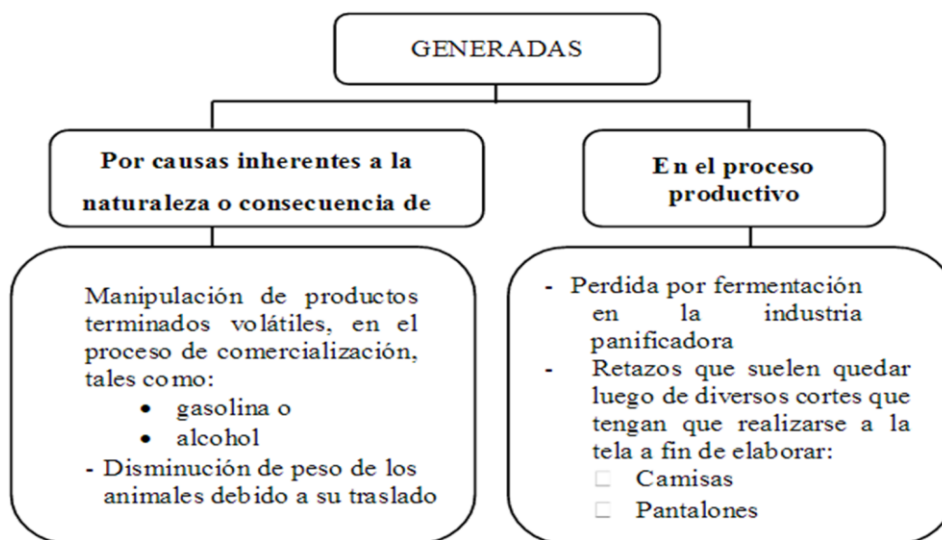 GENERADAS
Por causas inherentes a la
naturaleza o consecuencia de
En el proceso
productivo
Manipulación de productos
terminados volátiles, en el
proceso de comercialización,
tales como:
• gasolina o
• alcohol
- Disminución de peso de los
animales debido a su traslado
- Perdida por fermentación
en la industria
panificadora
- Retazos que suelen quedar
luego de diversos cortes que
tengan que realizarse a la
tela a fin de elaborar:
□ Camisas
□ Pantalones